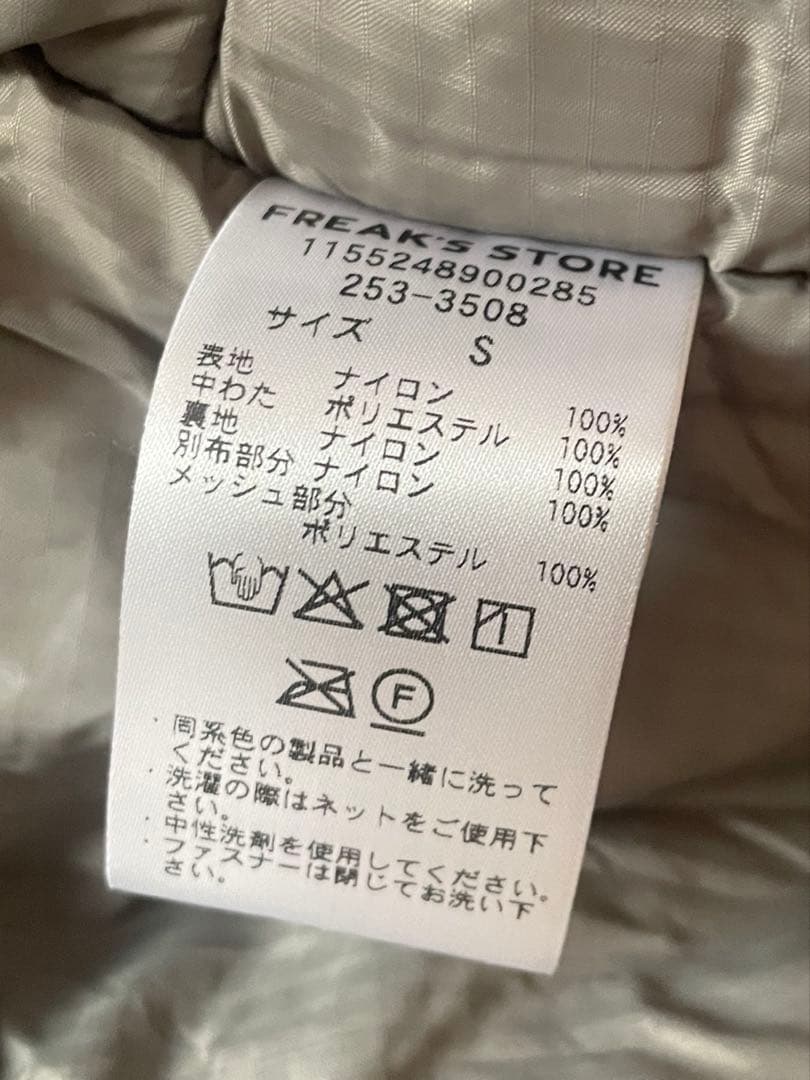 FREAK'S STORE
1155248900285
253-3508
サイズ S
表地 ナイロン 100%
中わた ポリエステル 100%
裏地 ナイロン 100%
別布部分 ナイロン 100%
メッシュ部分
ポリエステル 100%
F
・同系色の製品と一緒に洗って
ください。
・洗濯の際はネットをご使用下
さい。
・中性洗剤を使用してください。
・ファスナーは閉じてお洗い下
さい。